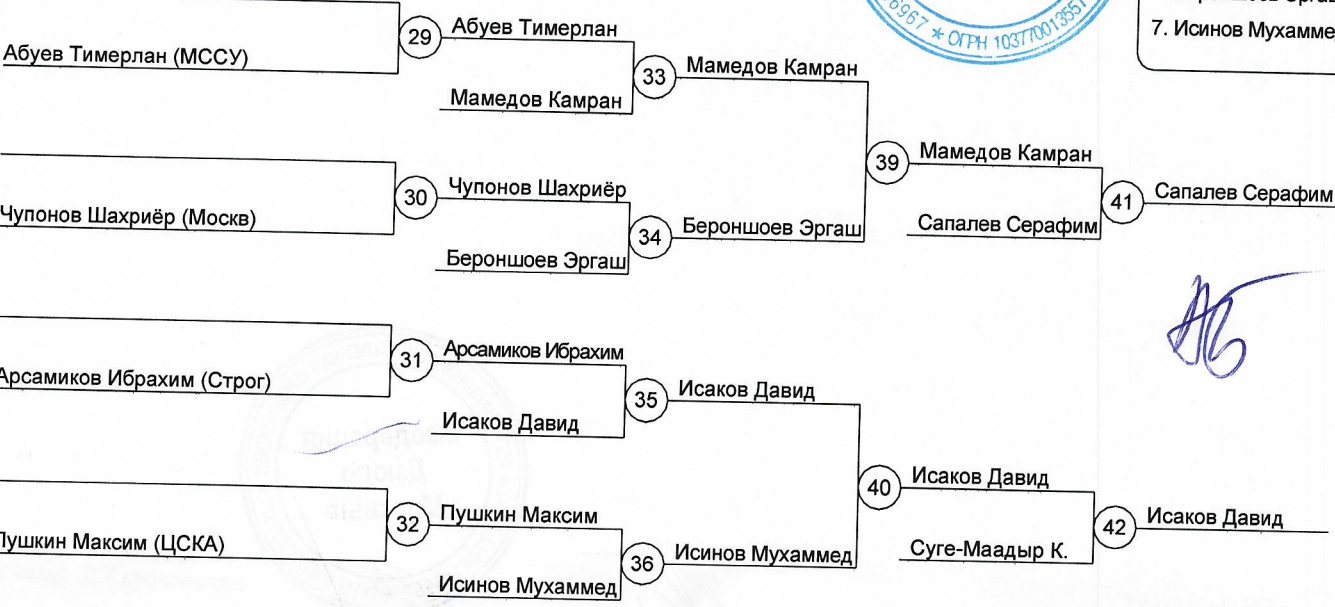 6967 * ОГРН 10377001355
7. Исинов Мухамме
29 Абуев Тимерлан
Абуев Тимерлан (МССУ)
33 Мамедов Камран
Мамедов Камран
39 Мамедов Камран
30 Чупонов Шахриёр
Чупонов Шахриёр (Москв)
41 Сапалев Серафим
34 Бероншоев Эргаш
Сапалев Серафим
Бероншоев Эргаш
31 Арсамиков Ибрахим
Арсамиков Ибрахим (Строг)
35 Исаков Давид
Исаков Давид
40 Исаков Давид
32 Пушкин Максим
Пушкин Максим (ЦСКА)
42 Исаков Давид
36 Исинов Мухаммед
Суге-Маадыр К.
Исинов Мухаммед